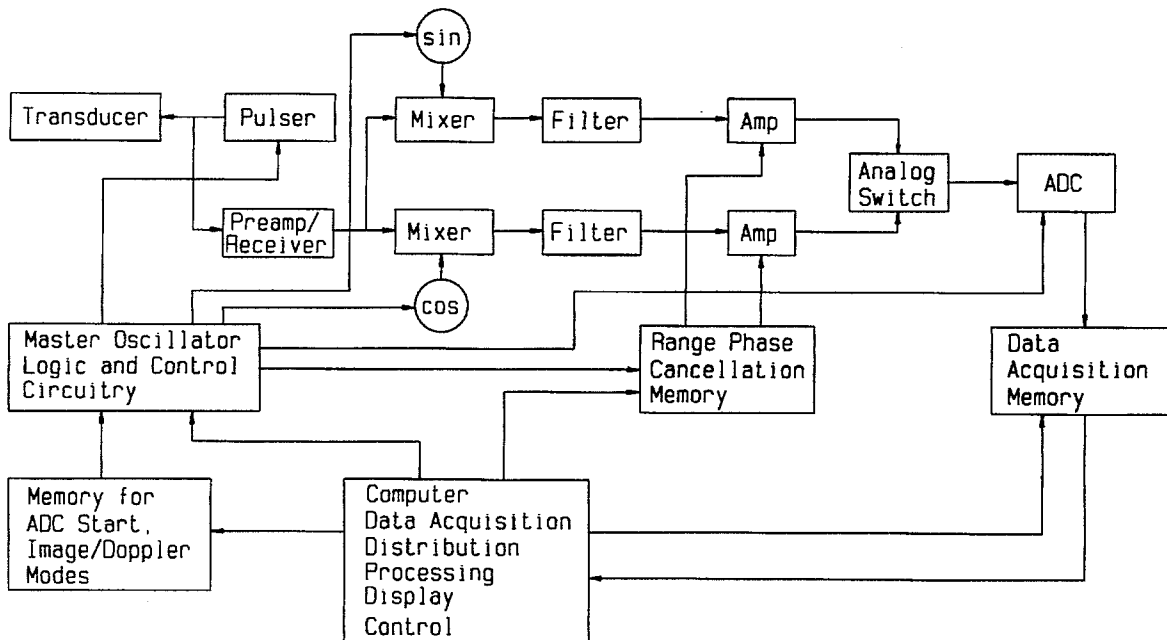 sin
Transducer
Pulser
Mixer
Filter
Amp
Analog
Switch
ADC
Preamp/
Receiver
Mixer
Filter
Amp
cos
Master Oscillator
Logic and Control
Circuitry
Range Phase
Cancellation
Memory
Data
Acquisition
Memory
Memory for
ADC Start,
Image/Doppler
Modes
Computer
Data Acquisition
Distribution
Processing
Display
Control